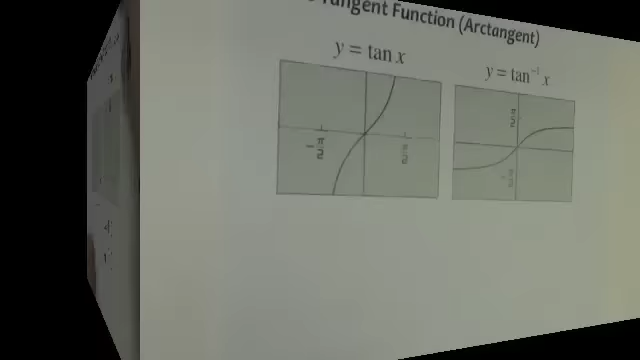 Tangent Function (Arctangent)
y = tan x
y = tan⁻¹ x
-π/2
π/2
π/2
-π/2